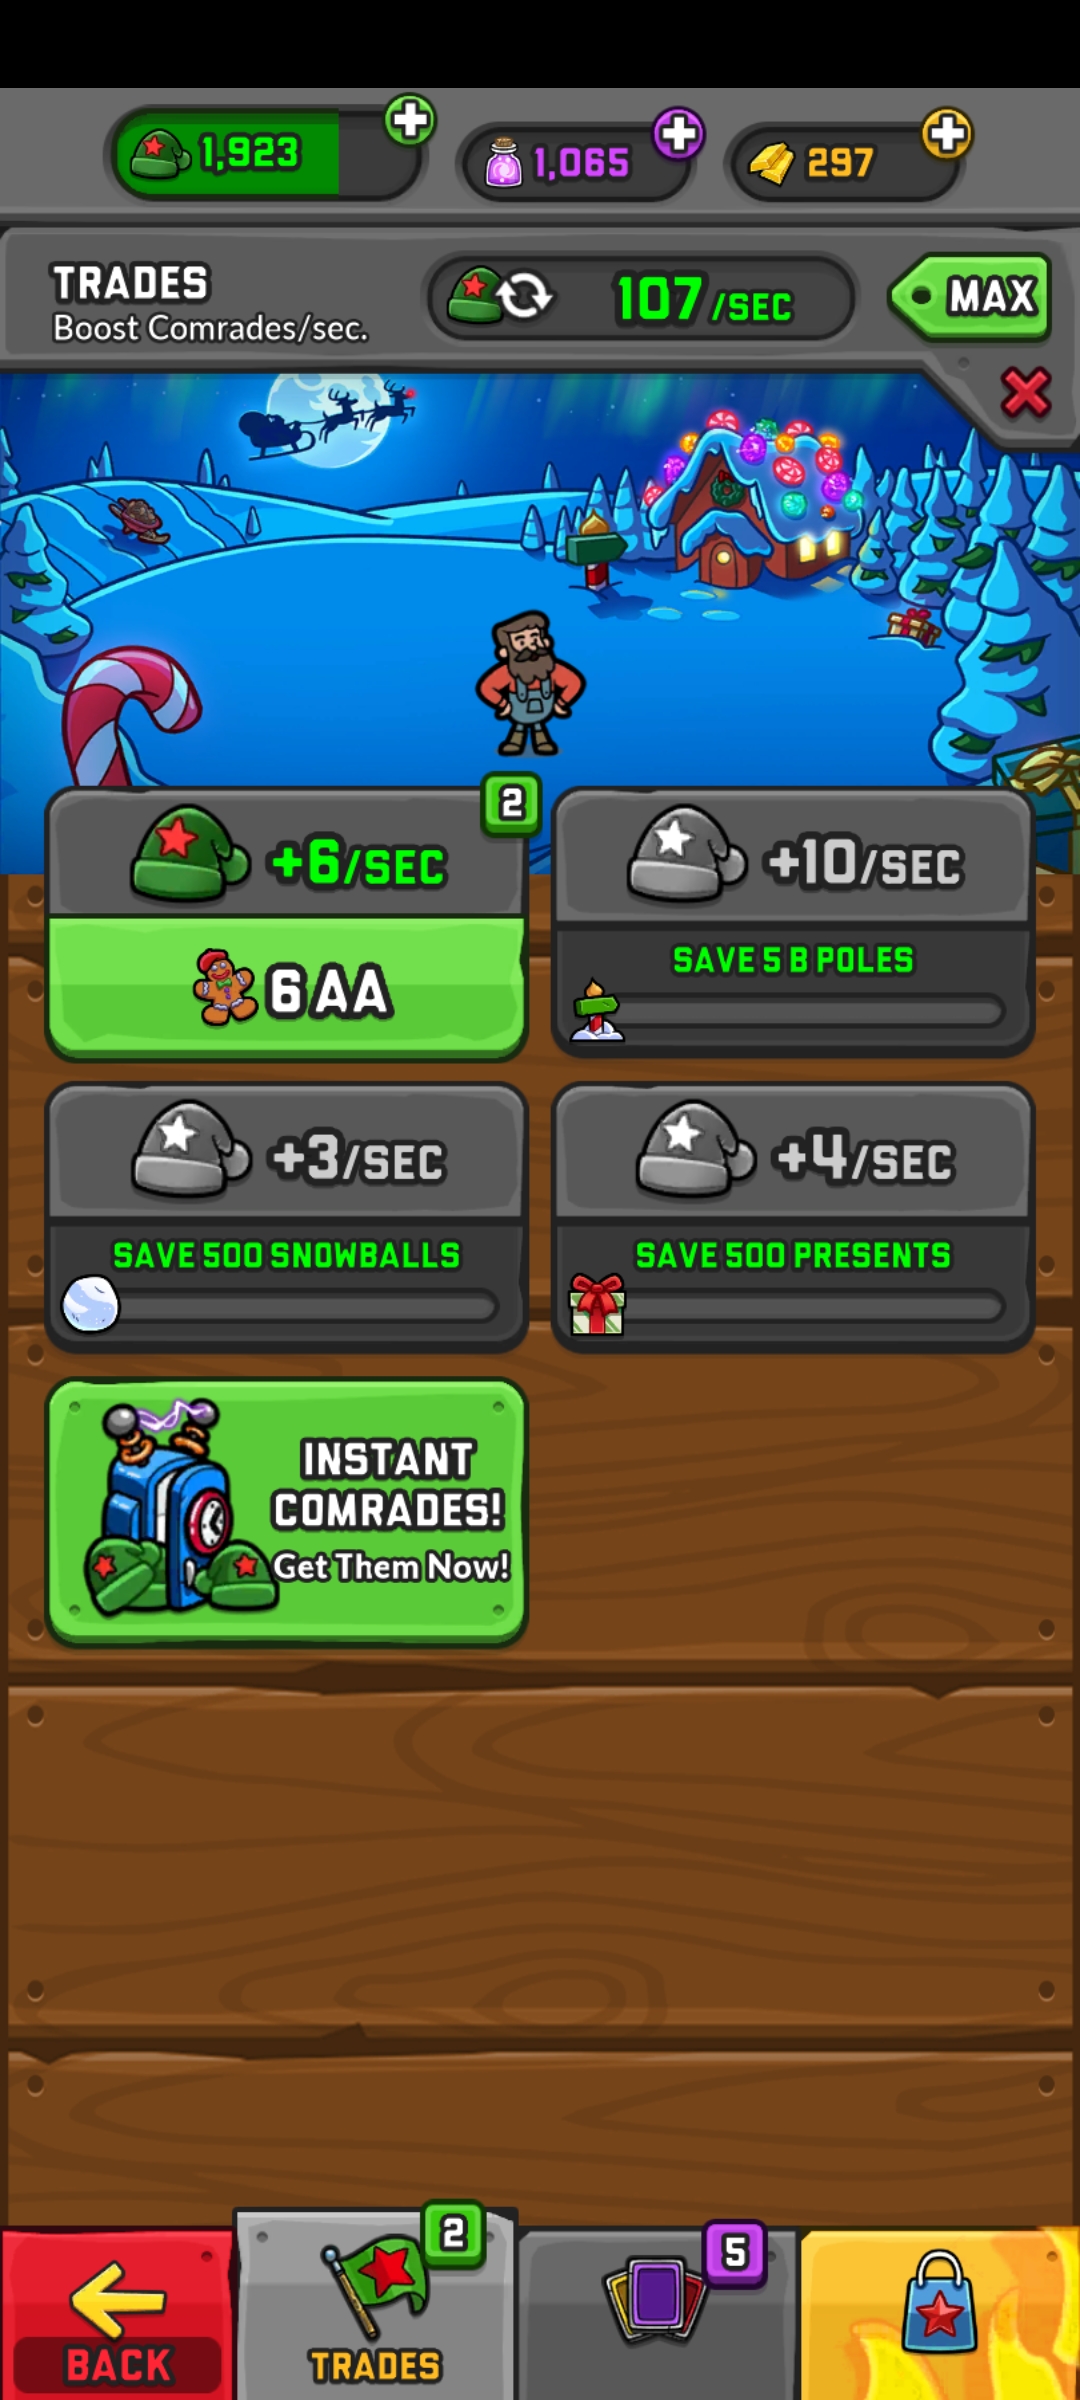 1,923
1,065
297
TRADES
Boost Comrades/sec.
107/SEC
MAX
2
+6/SEC
6 AA
+10/SEC
SAVE 5 B POLES
+3/SEC
SAVE 500 SNOWBALLS
+4/SEC
SAVE 500 PRESENTS
INSTANT
COMRADES!
Get Them Now!
BACK
2
TRADES
5